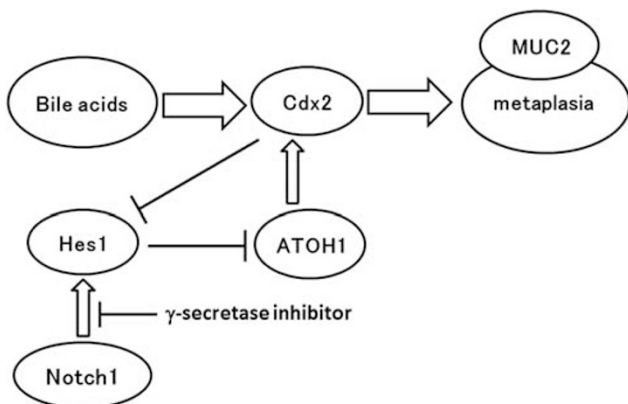 MUC2
Bile acids
Cdx2
metaplasia
Hes1
ATOH1
γ-secretase inhibitor
Notch1